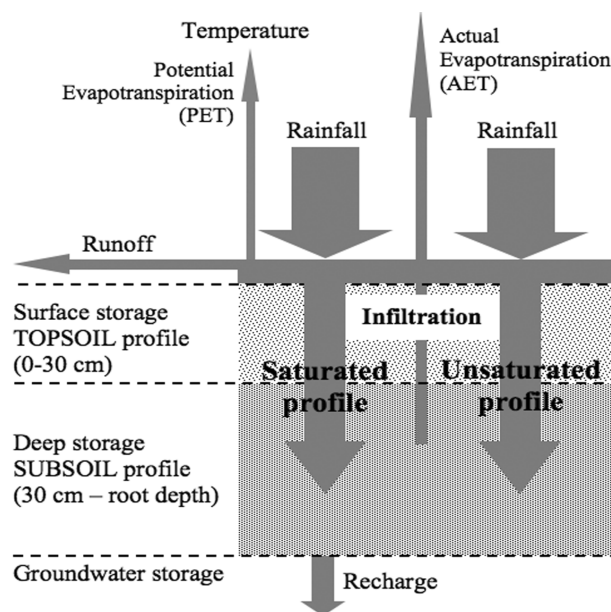 Temperature
Potential
Evapotranspiration
(PET)
Actual
Evapotranspiration
(AET)
Rainfall
Rainfall
Runoff
Surface storage
TOPSOIL profile
(0-30 cm)
Infiltration
Saturated
profile
Unsaturated
profile
Deep storage
SUBSOIL profile
(30 cm – root depth)
Groundwater storage
Recharge